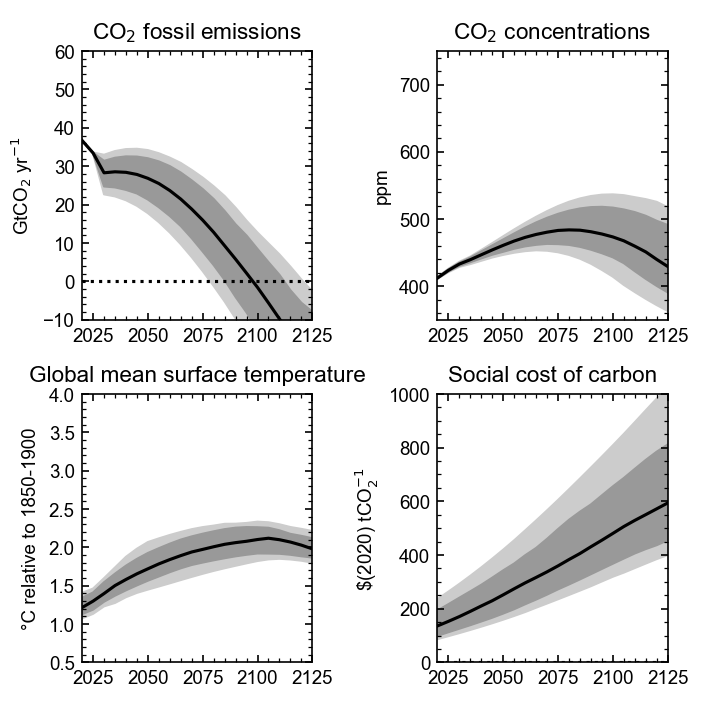 CO₂ fossil emissions
GtCO₂ yr⁻¹
60
50
40
30
20
10
0
−10
2025 2050 2075 2100 2125
CO₂ concentrations
ppm
700
600
500
400
2025 2050 2075 2100 2125
Global mean surface temperature
°C relative to 1850-1900
4.0
3.5
3.0
2.5
2.0
1.5
1.0
0.5
2025 2050 2075 2100 2125
Social cost of carbon
$(2020) tCO₂⁻¹
1000
800
600
400
200
0
2025 2050 2075 2100 2125